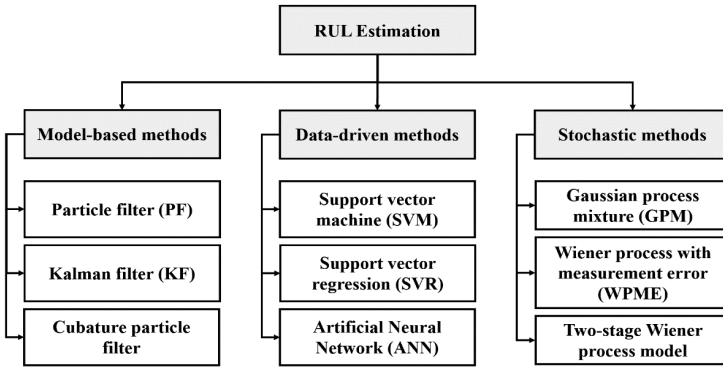 RUL Estimation
Model-based methods
Particle filter (PF)
Kalman filter (KF)
Cubature particle
filter
Data-driven methods
Support vector
machine (SVM)
Support vector
regression (SVR)
Artificial Neural
Network (ANN)
Stochastic methods
Gaussian process
mixture (GPM)
Wiener process with
measurement error
(WPME)
Two-stage Wiener
process model